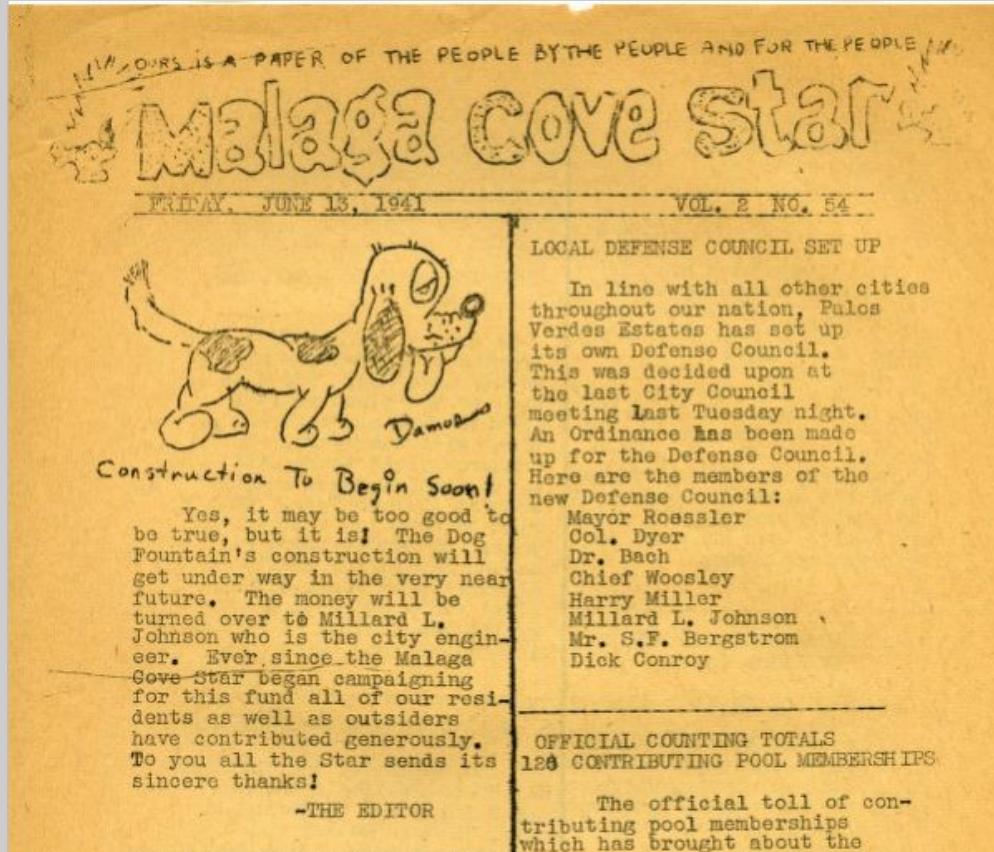 OURS IS A PAPER OF THE PEOPLE BY THE PEOPLE AND FOR THE PEOPLE
Malaga Cove Star
FRIDAY, JUNE 13, 1941 VOL. 2 NO. 54
Damon
Construction To Begin Soon!
Yes, it may be too good to
be true, but it is! The Dog
Fountain's construction will
get under way in the very near
future. The money will be
turned over to Millard L.
Johnson who is the city engin-
eer. Ever since the Malaga
Cove Star began campaigning
for this fund all of our resi-
dents as well as outsiders
have contributed generously.
To you all the Star sends its
sincere thanks!
-THE EDITOR
LOCAL DEFENSE COUNCIL SET UP
In line with all other cities
throughout our nation, Palos
Verdes Estates has set up
its own Defense Council.
This was decided upon at
the last City Council
meeting last Tuesday night.
An Ordinance has been made
up for the Defense Council.
Here are the members of the
new Defense Council:
Mayor Roessler
Col. Dyer
Dr. Bach
Chief Woosley
Harry Miller
Millard L. Johnson
Mr. S.F. Bergstrom
Dick Conroy
OFFICIAL COUNTING TOTALS
CONTRIBUTING POOL MEMBERSHIPS
The official toll of con-
tributing pool memberships
which has brought about the